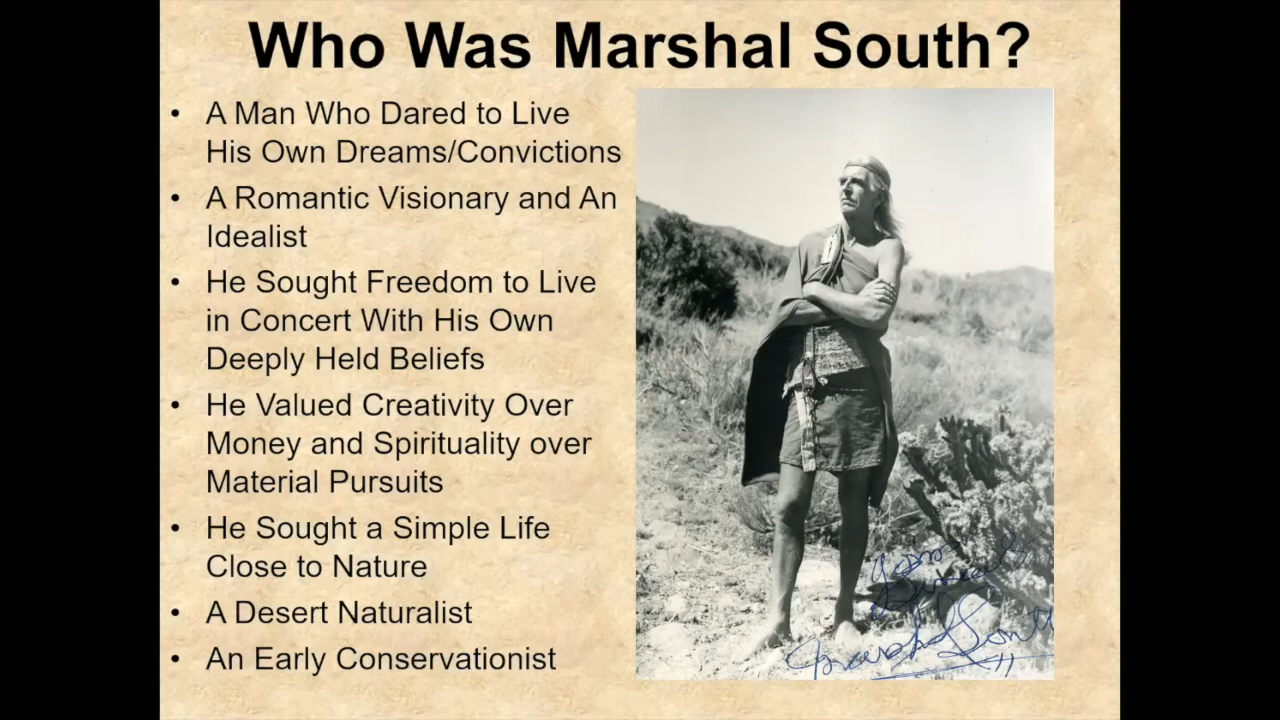 Who Was Marshal South?
• A Man Who Dared to Live
His Own Dreams/Convictions
• A Romantic Visionary and An
Idealist
• He Sought Freedom to Live
in Concert With His Own
Deeply Held Beliefs
• He Valued Creativity Over
Money and Spirituality over
Material Pursuits
• He Sought a Simple Life
Close to Nature
• A Desert Naturalist
• An Early Conservationist
Marshal South